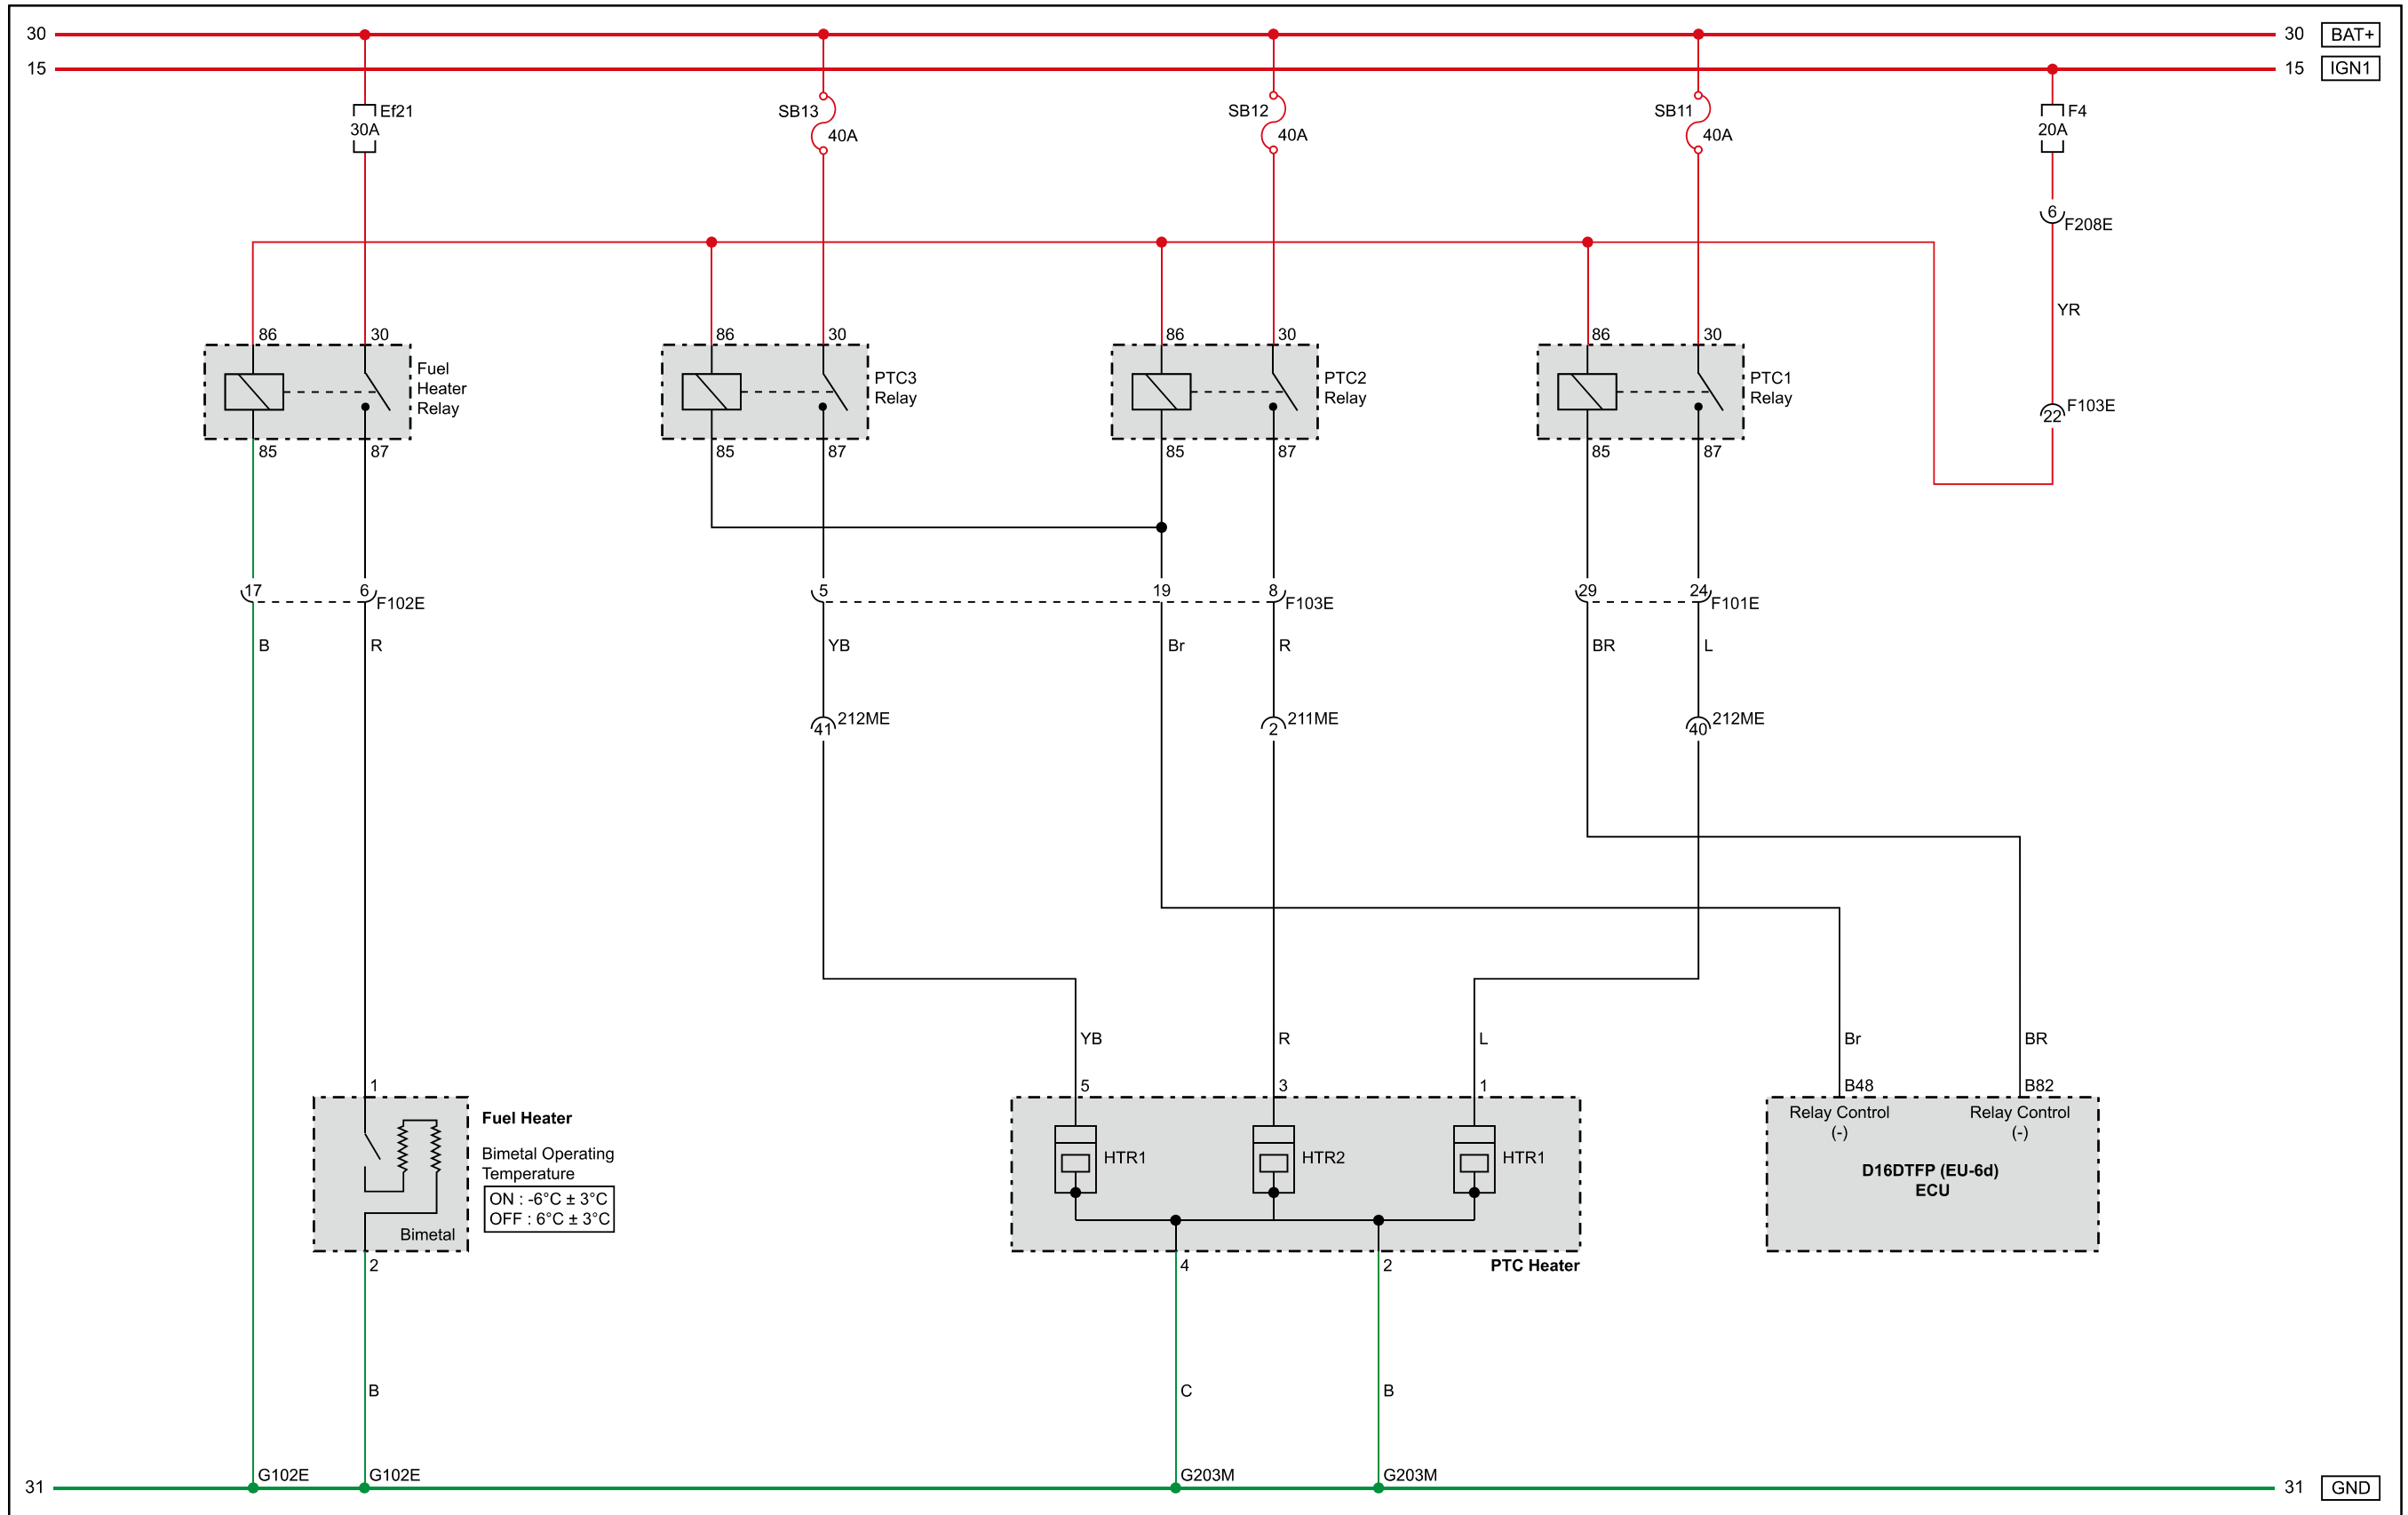 30
30 BAT+
15
15 IGN1
Ef21
30A
SB13
40A
SB12
40A
SB11
40A
F4
20A
6
F208E
YR
F103E
22
86 30
86 30
86 30
86 30
Fuel
Heater
Relay
PTC3
Relay
PTC2
Relay
PTC1
Relay
85 87
85 87
85 87
85 87
17 6 F102E
5 19 8 F103E
29 24 F101E
B R YB Br R BR L
212ME
41
211ME
2
212ME
40
YB R L Br BR
1 5 3 1 B48 B82
Fuel Heater
Bimetal Operating
Temperature
ON : -6°C ± 3°C
OFF : 6°C ± 3°C
Bimetal
2
HTR1 HTR2 HTR1
4 2
PTC Heater
Relay Control
(-)
Relay Control
(-)
D16DTFP (EU-6d)
ECU
B C B
G102E G102E G203M G203M
31
31 GND